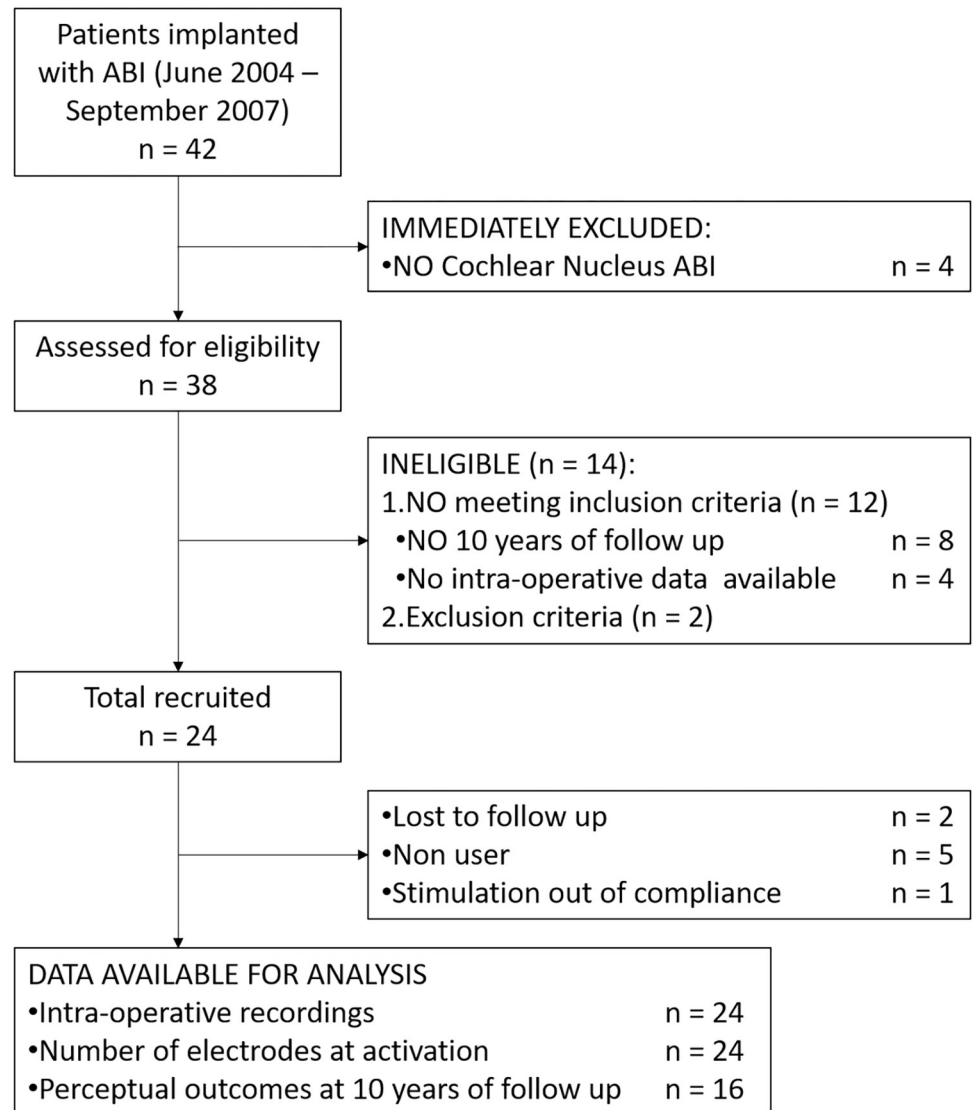 Patients implanted
with ABI (June 2004 –
September 2007)
n = 42
IMMEDIATELY EXCLUDED:
•NO Cochlear Nucleus ABI n = 4
Assessed for eligibility
n = 38
INELIGIBLE (n = 14):
1.NO meeting inclusion criteria (n = 12)
•NO 10 years of follow up n = 8
•No intra-operative data available n = 4
2.Exclusion criteria (n = 2)
Total recruited
n = 24
•Lost to follow up n = 2
•Non user n = 5
•Stimulation out of compliance n = 1
DATA AVAILABLE FOR ANALYSIS
•Intra-operative recordings n = 24
•Number of electrodes at activation n = 24
•Perceptual outcomes at 10 years of follow up n = 16